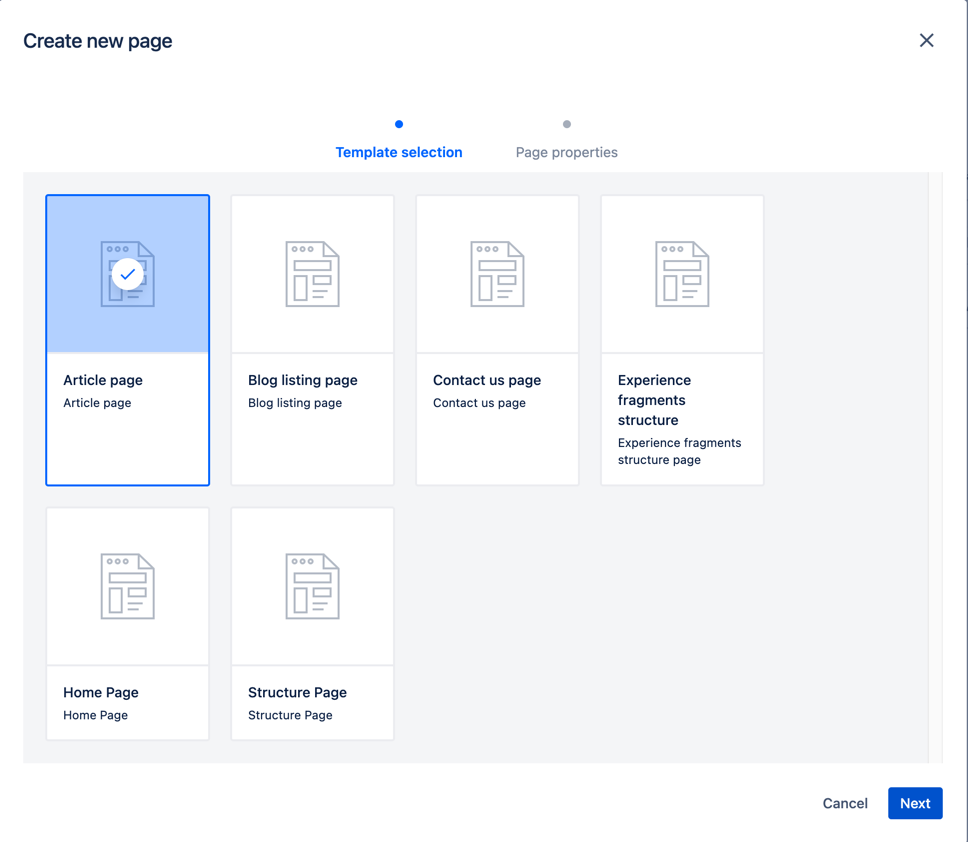 Create new page
Template selection
Page properties
Article page
Article page
Blog listing page
Blog listing page
Contact us page
Contact us page
Experience
fragments
structure
Experience fragments
structure page
Home Page
Home Page
Structure Page
Structure Page
Cancel
Next